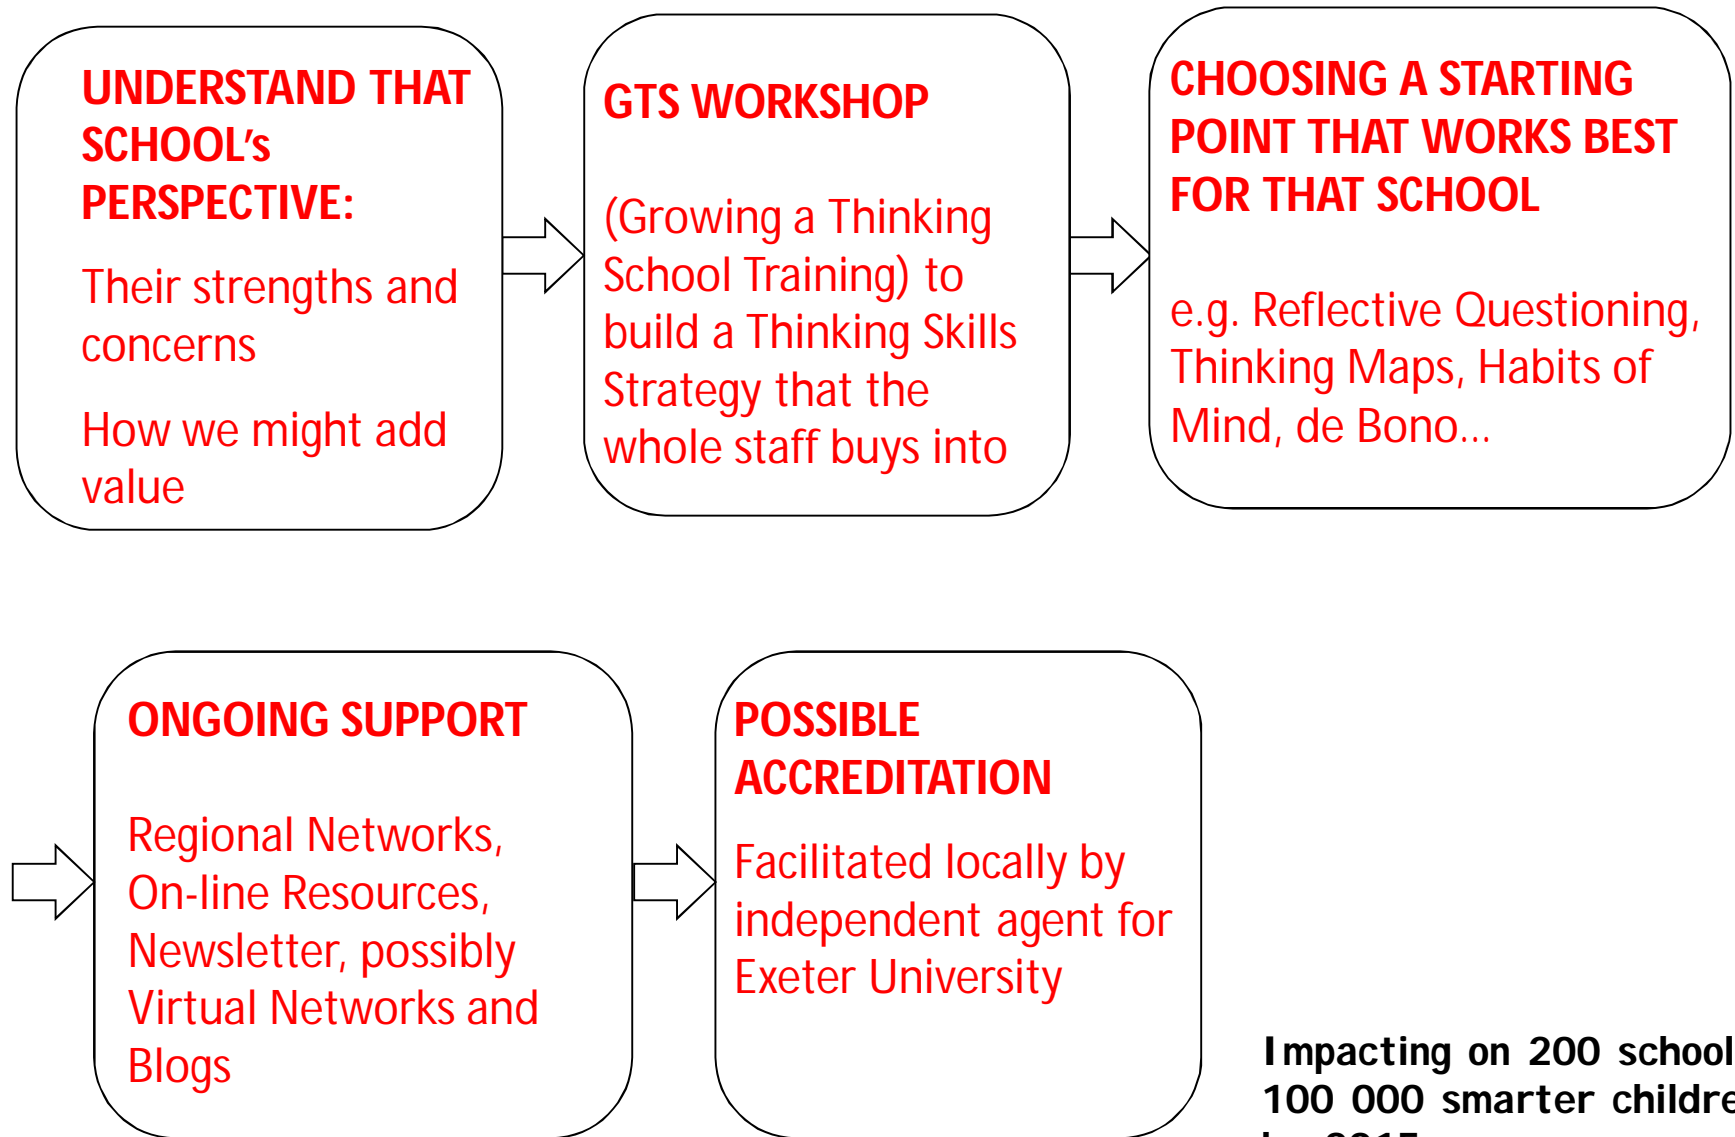 UNDERSTAND THAT
SCHOOL's
PERSPECTIVE:
Their strengths and
concerns
How we might add
value
GTS WORKSHOP
(Growing a Thinking
School Training) to
build a Thinking Skills
Strategy that the
whole staff buys into
CHOOSING A STARTING
POINT THAT WORKS BEST
FOR THAT SCHOOL
e.g. Reflective Questioning,
Thinking Maps, Habits of
Mind, de Bono...
ONGOING SUPPORT
Regional Networks,
On-line Resources,
Newsletter, possibly
Virtual Networks and
Blogs
POSSIBLE
ACCREDITATION
Facilitated locally by
independent agent for
Exeter University
Impacting on 200 school
100 000 smarter childre